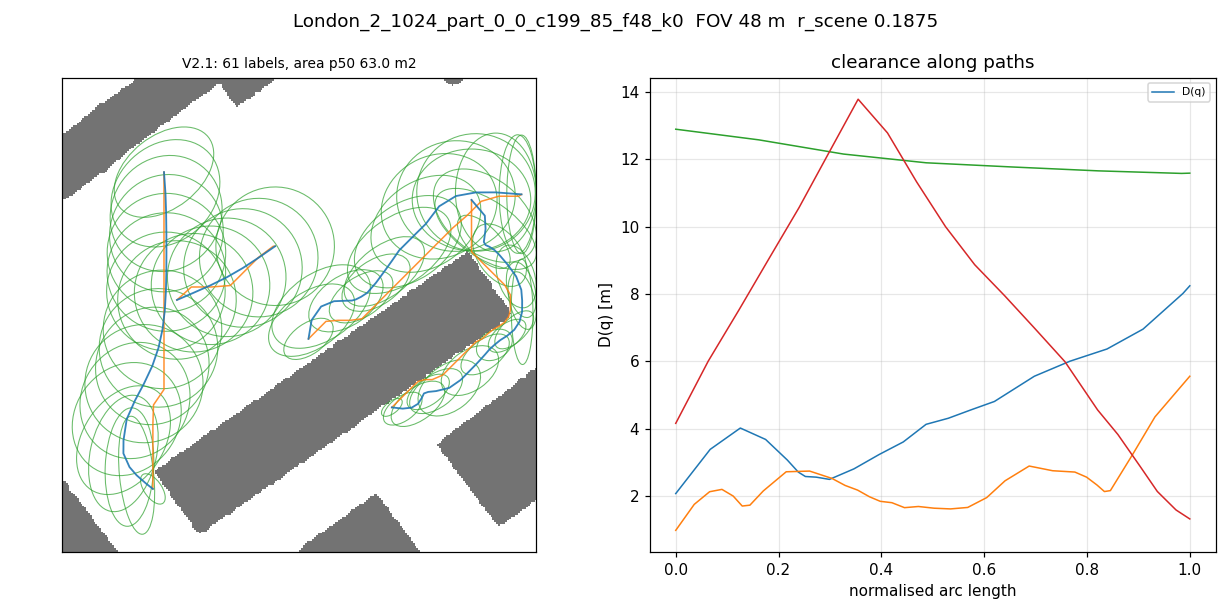 London_2_1024_part_0_0_c199_85_f48_k0  FOV 48 m  r_scene 0.1875
V2.1: 61 labels, area p50 63.0 m2
clearance along paths
D(q)
14
12
10
8
6
4
2
D(q) [m]
0.0 0.2 0.4 0.6 0.8 1.0
normalised arc length